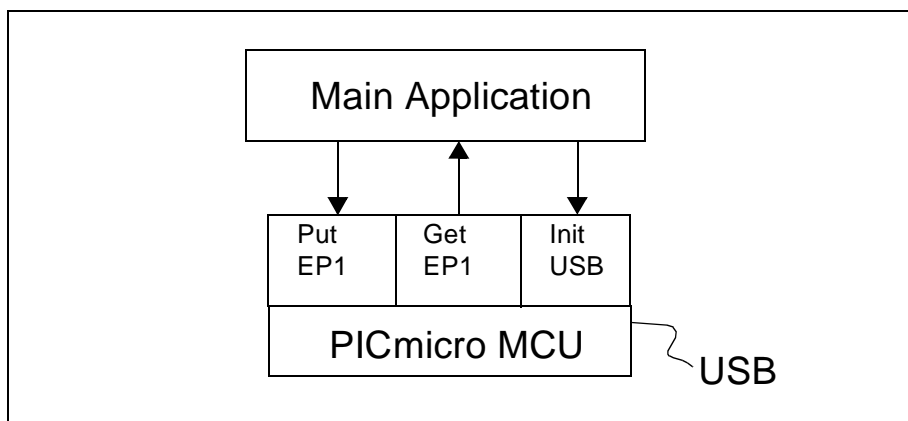 Main Application
Put
EP1
Get
EP1
Init
USB
PICmicro MCU
USB